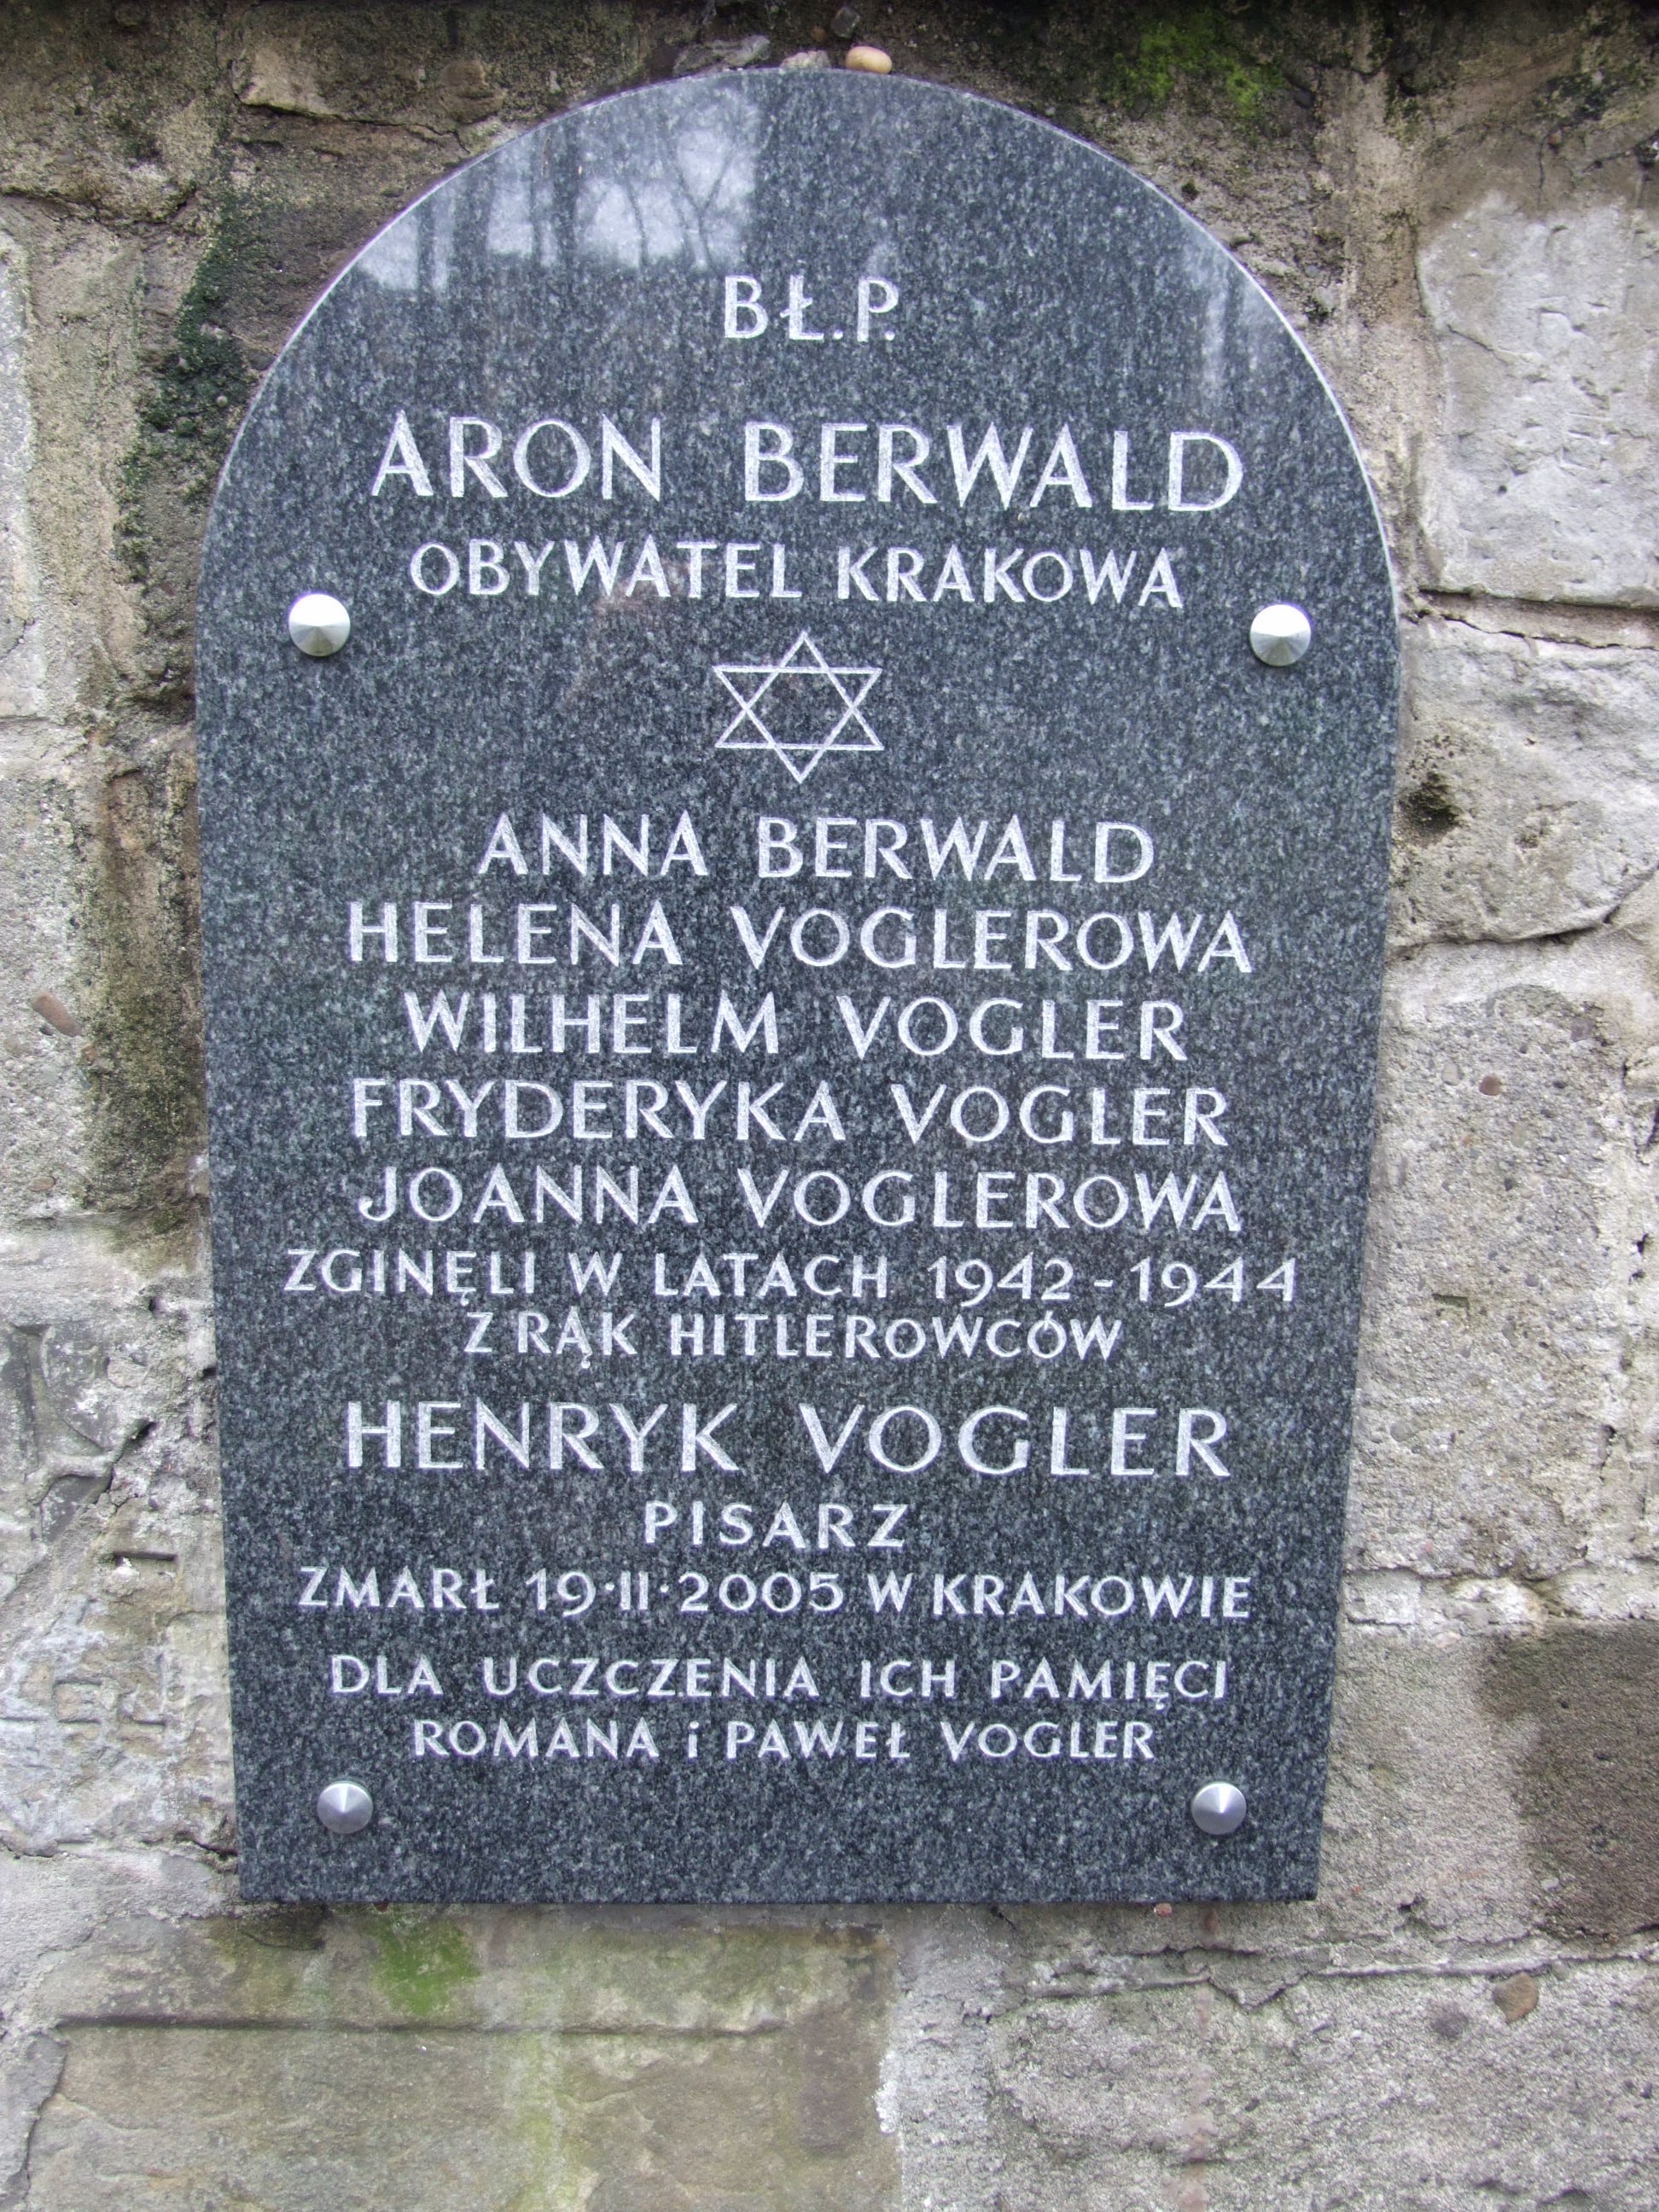 BŁ.P.
ARON BERWALD
OBYWATEL KRAKOWA
ANNA BERWALD
HELENA VOGLEROWA
WILHELM VOGLER
FRYDERYKA VOGLER
JOANNA VOGLEROWA
ZGINĘLI W LATACH 1942-1944
Z RĄK HITLEROWCÓW
HENRYK VOGLER
PISARZ
ZMARŁ 19·II·2005 W KRAKOWIE
DLA UCZCZENIA ICH PAMIĘCI
ROMANA i PAWEŁ VOGLER